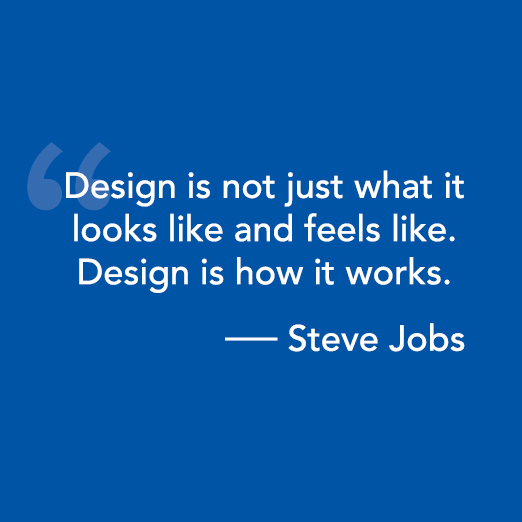 “
Design is not just what it
looks like and feels like.
Design is how it works.
—— Steve Jobs